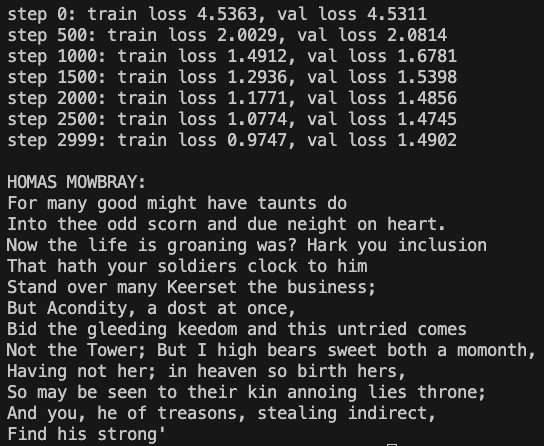 step 0: train loss 4.5363, val loss 4.5311
step 500: train loss 2.0029, val loss 2.0814
step 1000: train loss 1.4912, val loss 1.6781
step 1500: train loss 1.2936, val loss 1.5398
step 2000: train loss 1.1771, val loss 1.4856
step 2500: train loss 1.0774, val loss 1.4745
step 2999: train loss 0.9747, val loss 1.4902

HOMAS MOWBRAY:
For many good might have taunts do
Into thee odd scorn and due neight on heart.
Now the life is groaning was? Hark you inclusion
That hath your soldiers clock to him
Stand over many Keerset the business;
But Acondity, a dost at once,
Bid the gleeding keedom and this untried comes
Not the Tower; But I high bears sweet both a momonth,
Having not her; in heaven so birth hers,
So may be seen to their kin annoing lies throne;
And you, he of treasons, stealing indirect,
Find his strong'